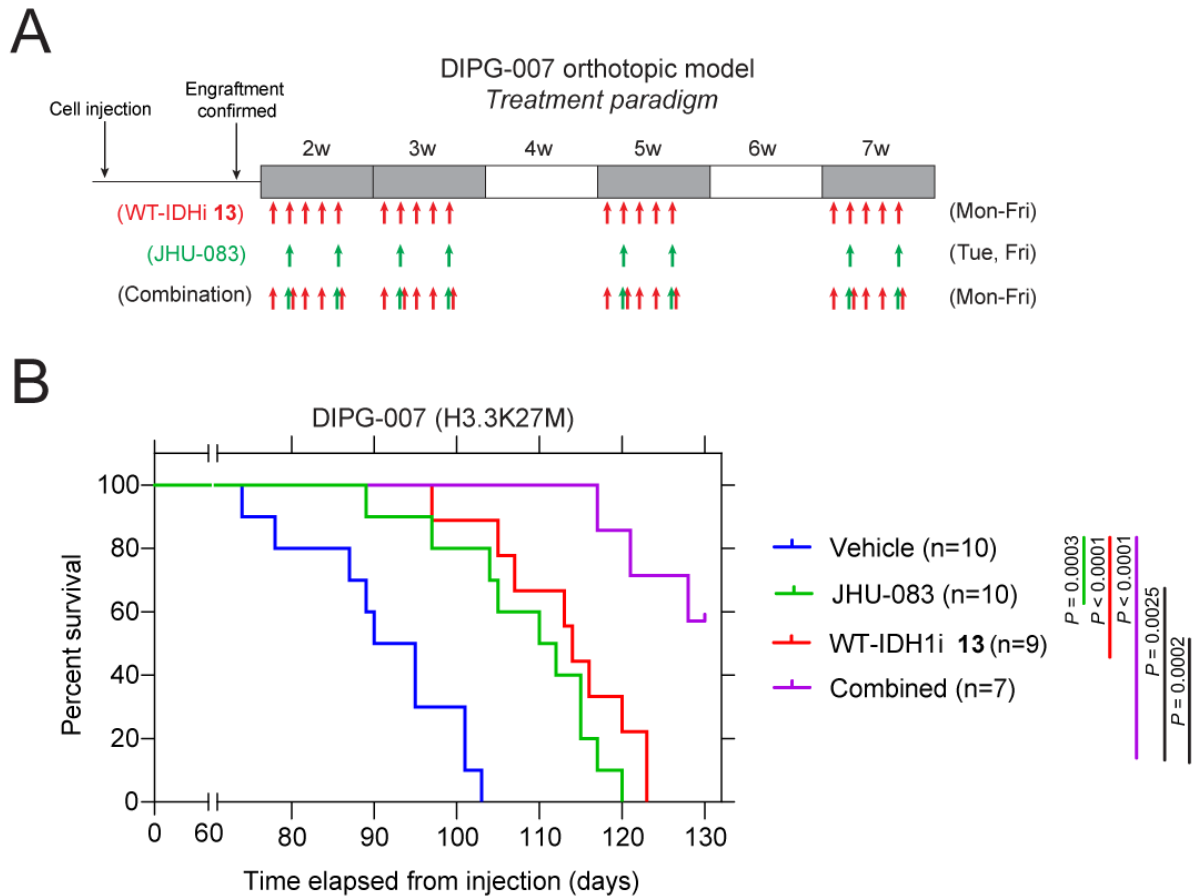 A
DIPG-007 orthotopic model
Treatment paradigm
Cell injection
Engraftment
confirmed
2w 3w 4w 5w 6w 7w
(WT-IDHi 13) (Mon-Fri)
(JHU-083) (Tue, Fri)
(Combination) (Mon-Fri)
B
DIPG-007 (H3.3K27M)
Percent survival
100
80
60
40
20
0
0 60 80 90 100 110 120 130
Time elapsed from injection (days)
Vehicle (n=10)
JHU-083 (n=10)
WT-IDH1i 13 (n=9)
Combined (n=7)
P = 0.0003
P < 0.0001
P < 0.0001
P = 0.0025
P = 0.0002